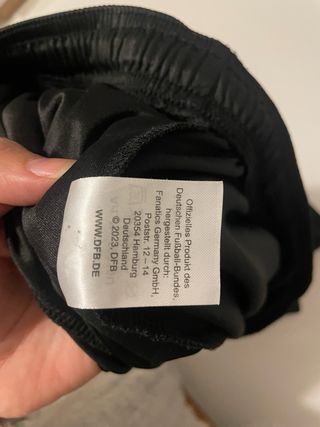 Offizielles Produkt des
Deutschen Fußball-Bundes,
hergestellt durch:
Fanatics Germany GmbH,
Poststr. 12 – 14
20354 Hamburg
Deutschland
© 2023, DFB
WWW.DFB.DE